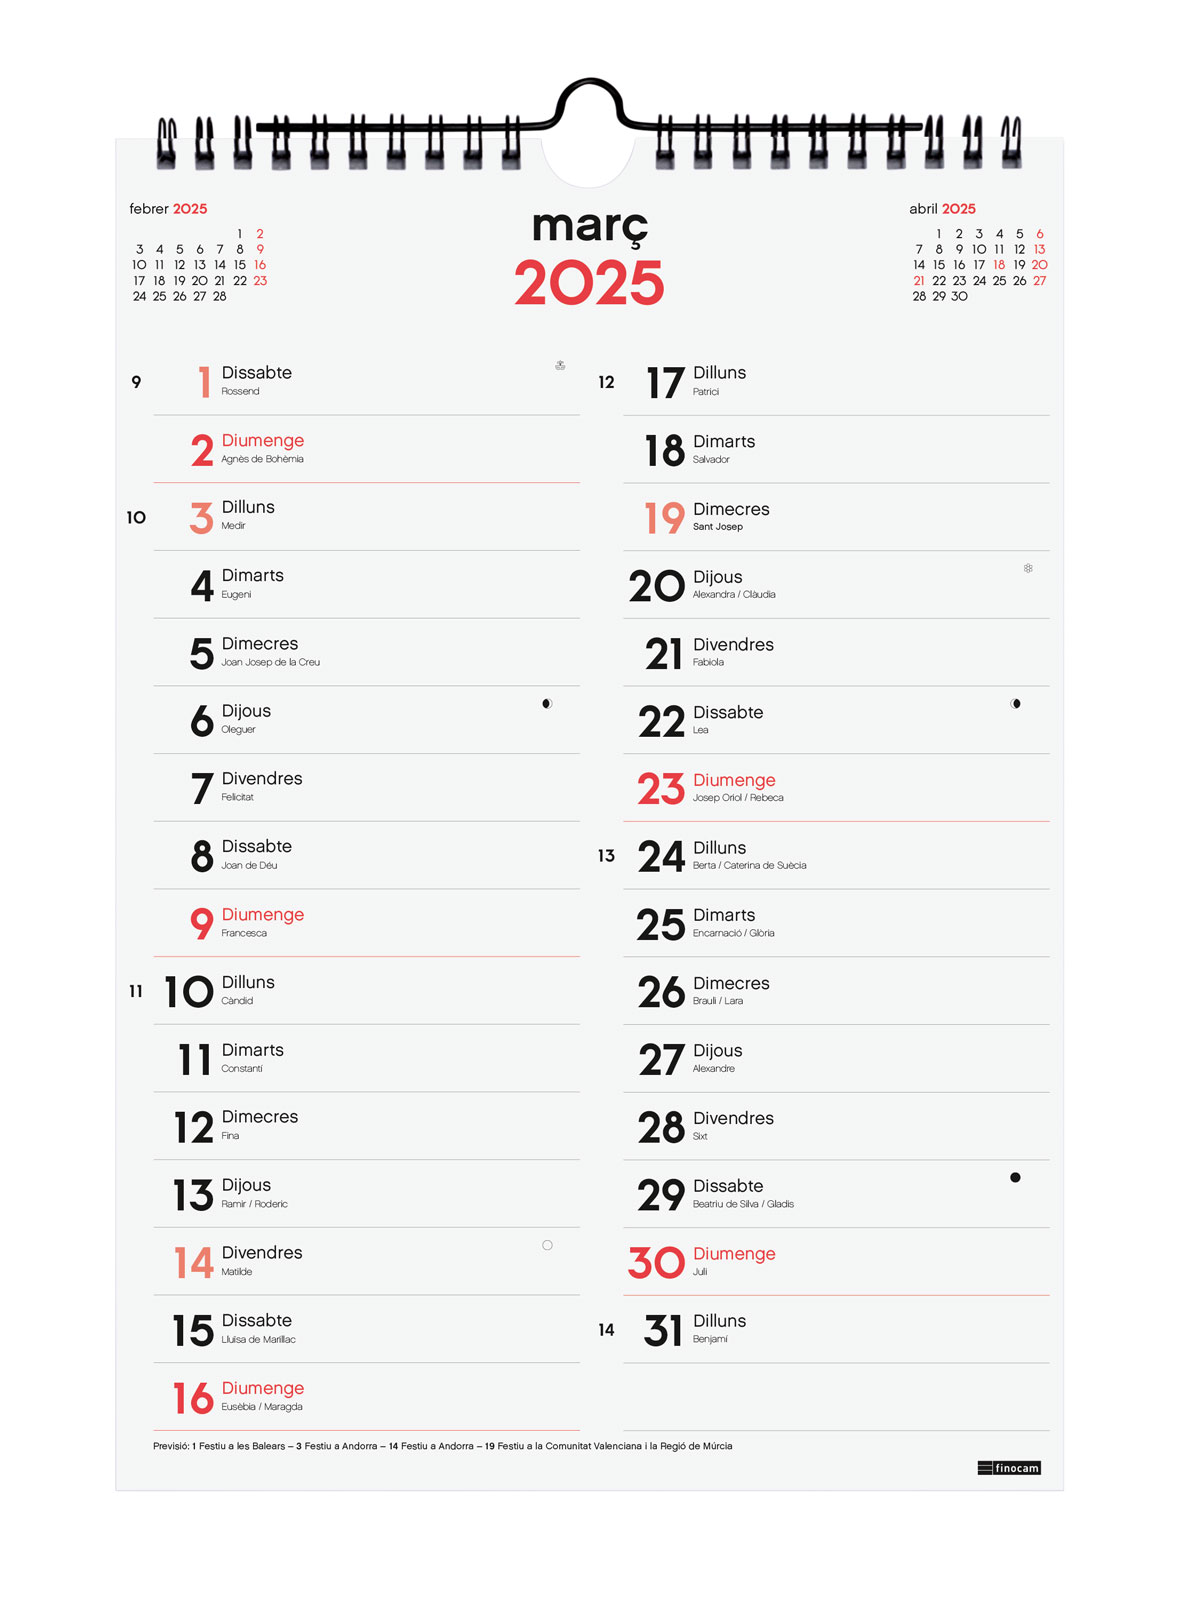 febrer 2025
1 2
3 4 5 6 7 8 9
10 11 12 13 14 15 16
17 18 19 20 21 22 23
24 25 26 27 28
març
2025
abril 2025
1 2 3 4 5 6
7 8 9 10 11 12 13
14 15 16 17 18 19 20
21 22 23 24 25 26 27
28 29 30
9 1 Dissabte
Rossend
2 Diumenge
Agnès de Bohèmia
10 3 Dilluns
Medir
4 Dimarts
Eugeni
5 Dimecres
Joan Josep de la Creu
6 Dijous
Oleguer
7 Divendres
Felicitat
8 Dissabte
Joan de Déu
9 Diumenge
Francesca
11 10 Dilluns
Càndid
11 Dimarts
Constantí
12 Dimecres
Fina
13 Dijous
Ramir / Roderic
14 Divendres
Matilde
15 Dissabte
Lluïsa de Marillac
16 Diumenge
Eusèbia / Maragda
12 17 Dilluns
Patrici
18 Dimarts
Salvador
19 Dimecres
Sant Josep
20 Dijous
Alexandra / Clàudia
21 Divendres
Fabiola
22 Dissabte
Lea
23 Diumenge
Josep Oriol / Rebeca
13 24 Dilluns
Berta / Caterina de Suècia
25 Dimarts
Encarnació / Glòria
26 Dimecres
Brauli / Lara
27 Dijous
Alexandre
28 Divendres
Sixt
29 Dissabte
Beatriu de Silva / Gladis
30 Diumenge
Juli
14 31 Dilluns
Benjamí
Previsió: 1 Festiu a les Balears – 3 Festiu a Andorra – 14 Festiu a Andorra – 19 Festiu a la Comunitat Valenciana i la Regió de Múrcia
finocam